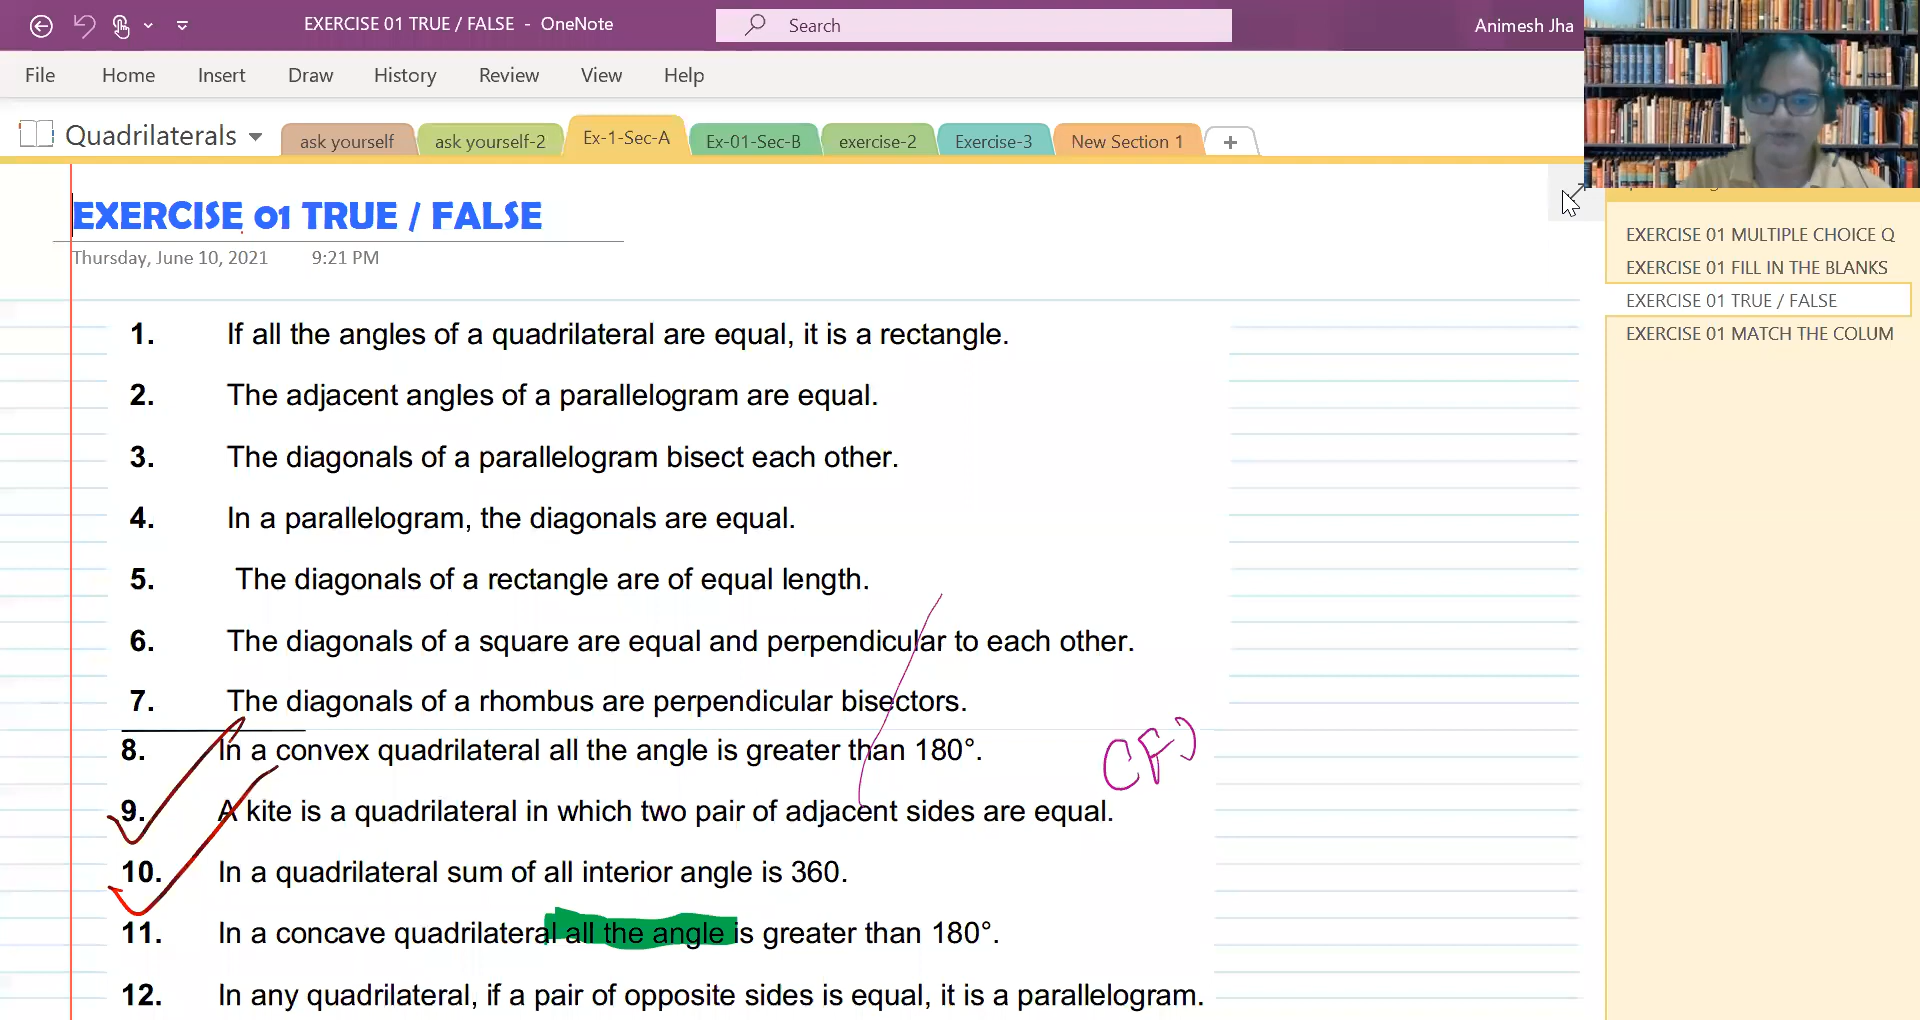 EXERCISE 01 TRUE / FALSE - OneNote
Search
Animesh Jha
File Home Insert Draw History Review View Help
Quadrilaterals
ask yourself
ask yourself-2
Ex-1-Sec-A
Ex-01-Sec-B
exercise-2
Exercise-3
New Section 1
+
EXERCISE 01 TRUE / FALSE
Thursday, June 10, 2021 9:21 PM
1. If all the angles of a quadrilateral are equal, it is a rectangle.
2. The adjacent angles of a parallelogram are equal.
3. The diagonals of a parallelogram bisect each other.
4. In a parallelogram, the diagonals are equal.
5. The diagonals of a rectangle are of equal length.
6. The diagonals of a square are equal and perpendicular to each other.
7. The diagonals of a rhombus are perpendicular bisectors.
8. In a convex quadrilateral all the angle is greater than 180°.
(F)
9. A kite is a quadrilateral in which two pair of adjacent sides are equal.
10. In a quadrilateral sum of all interior angle is 360.
11. In a concave quadrilateral all the angle is greater than 180°.
12. In any quadrilateral, if a pair of opposite sides is equal, it is a parallelogram.
EXERCISE 01 MULTIPLE CHOICE Q
EXERCISE 01 FILL IN THE BLANKS
EXERCISE 01 TRUE / FALSE
EXERCISE 01 MATCH THE COLUM